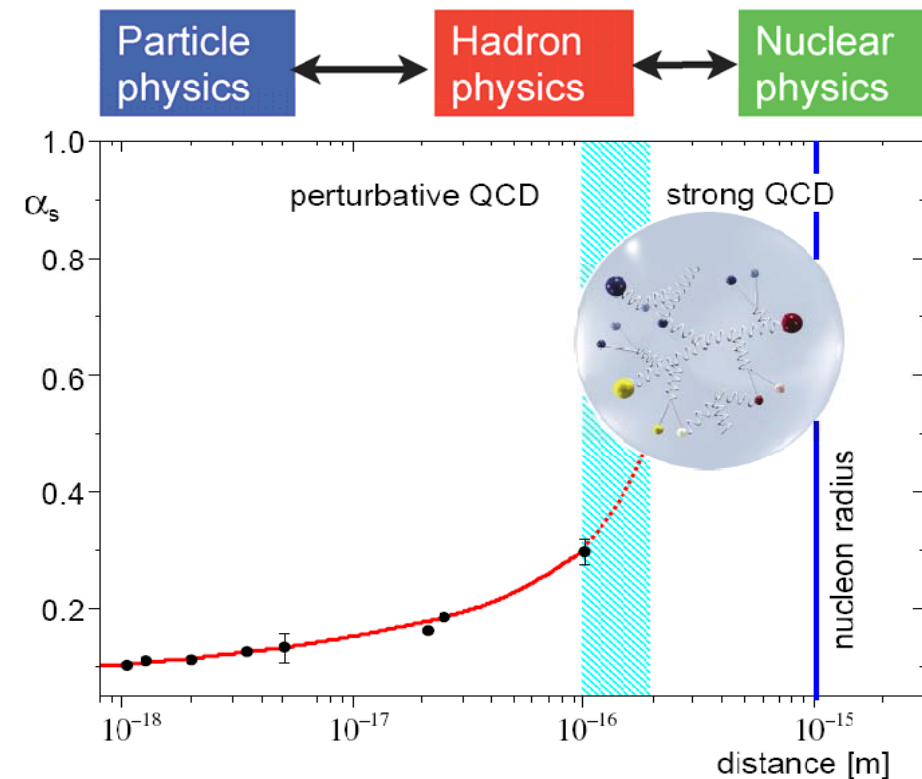 Particle
physics
Hadron
physics
Nuclear
physics
1.0
perturbative QCD
strong QCD
αs
0.8
0.6
0.4
0.2
nucleon radius
10⁻¹⁸
10⁻¹⁷
10⁻¹⁶
10⁻¹⁵
distance [m]